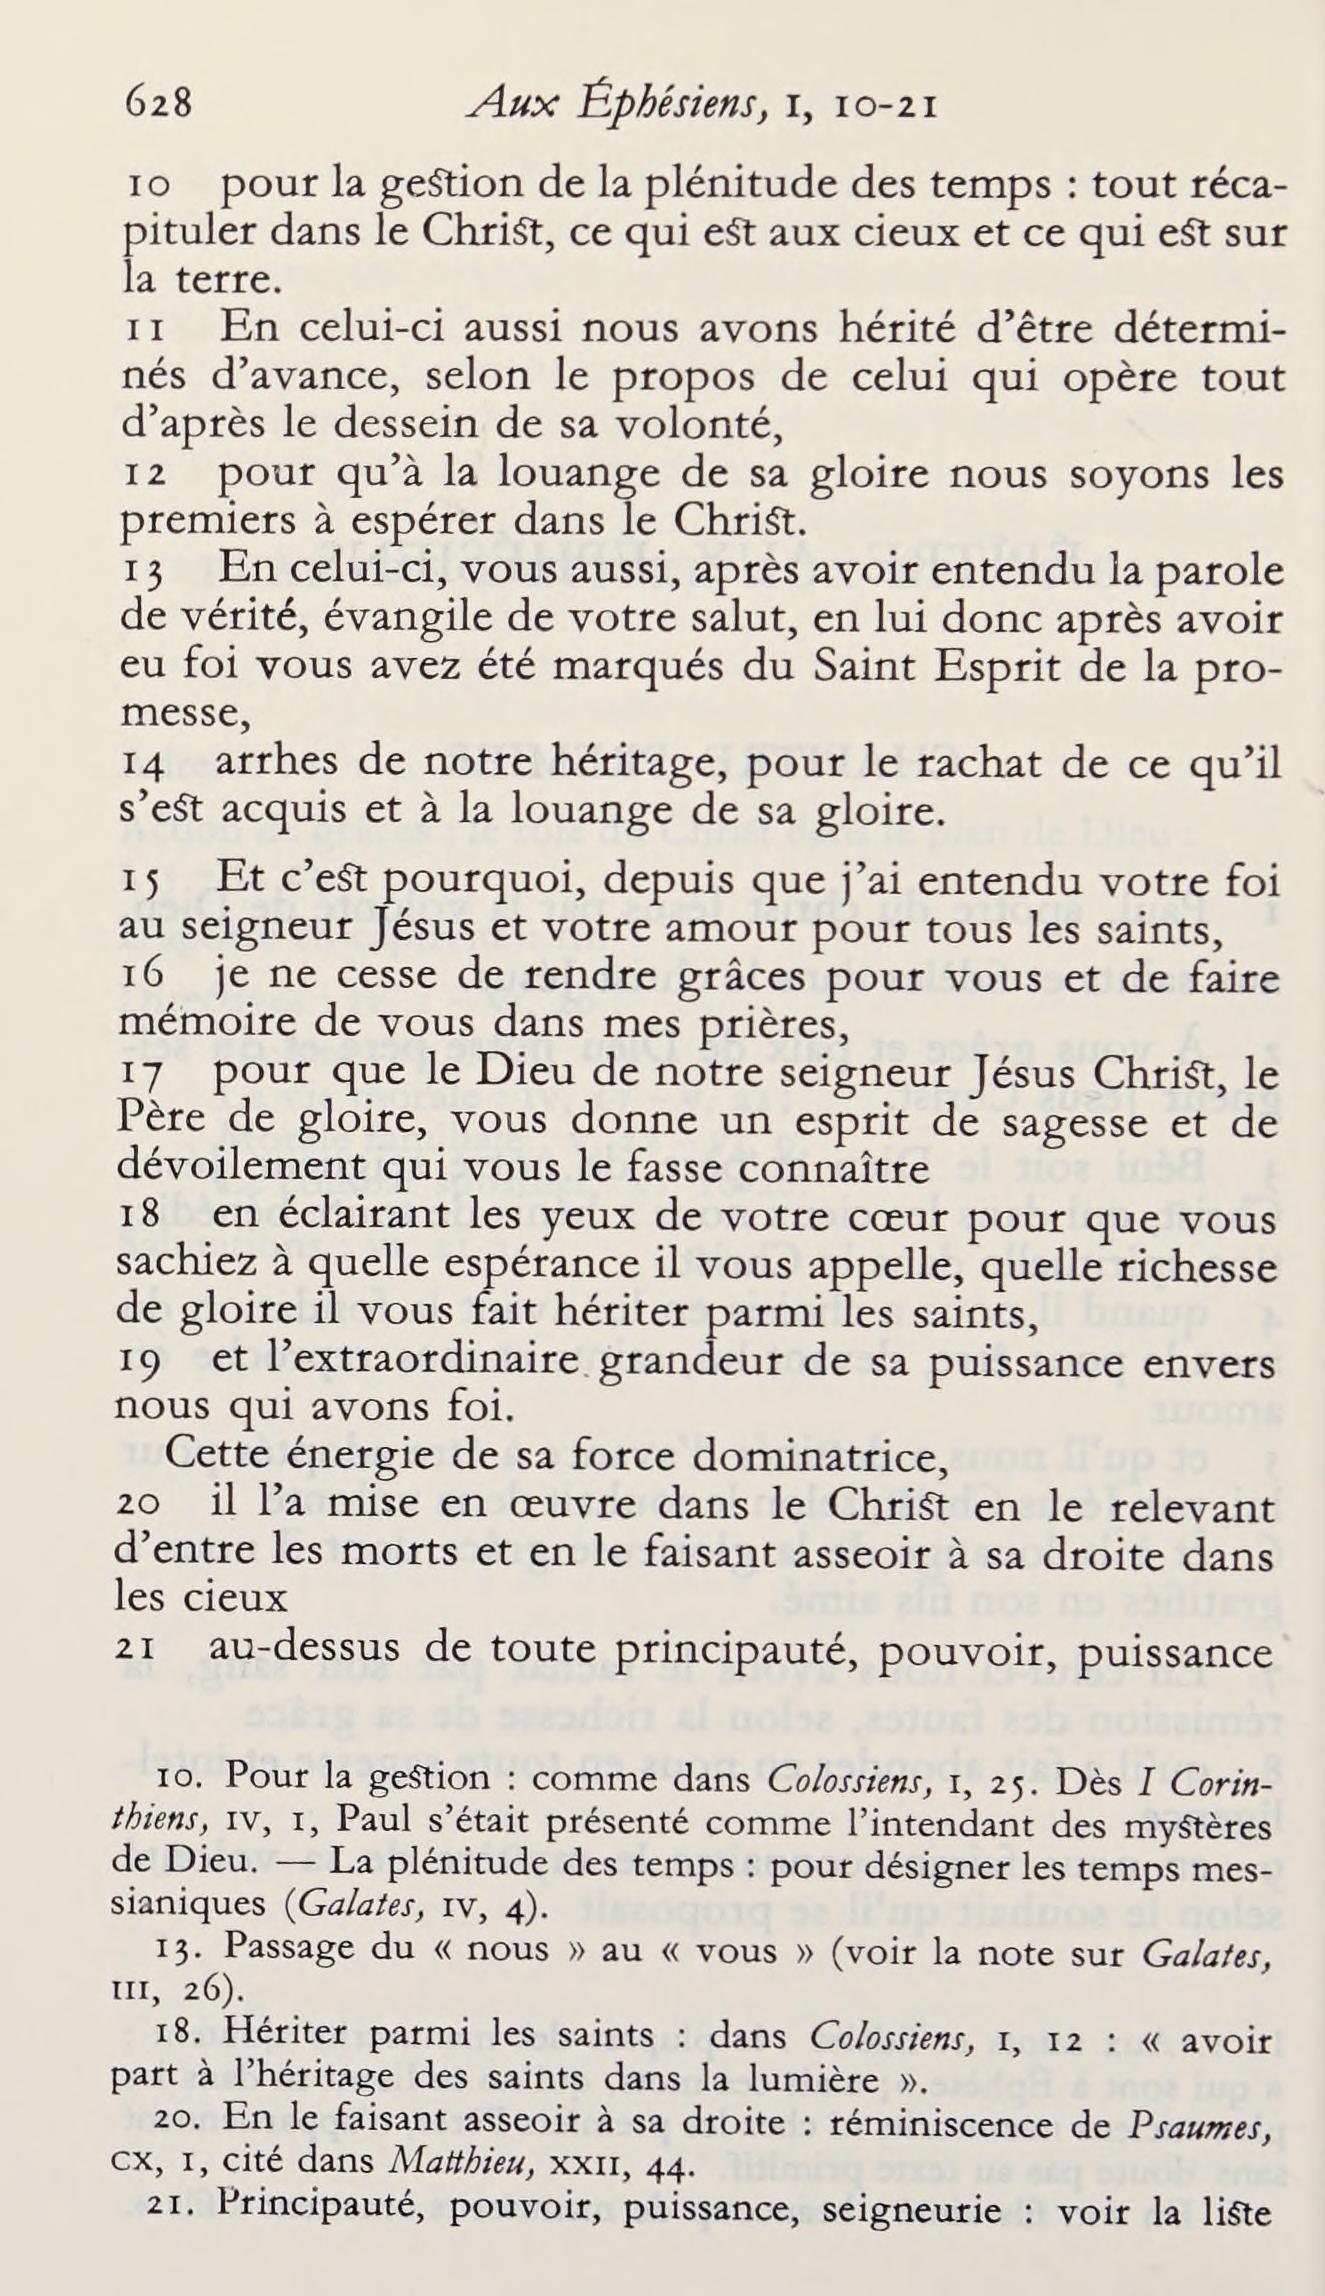 628 Aux Éphésiens, I, 10-21
10 pour la gestion de la plénitude des temps : tout réca-
pituler dans le Christ, ce qui est aux cieux et ce qui est sur
la terre.
11 En celui-ci aussi nous avons hérité d’être détermi-
nés d’avance, selon le propos de celui qui opère tout
d’après le dessein de sa volonté,
12 pour qu’à la louange de sa gloire nous soyons les
premiers à espérer dans le Christ.
13 En celui-ci, vous aussi, après avoir entendu la parole
de vérité, évangile de votre salut, en lui donc après avoir
eu foi vous avez été marqués du Saint Esprit de la pro-
messe,
14 arrhes de notre héritage, pour le rachat de ce qu’il
s’est acquis et à la louange de sa gloire.
15 Et c’est pourquoi, depuis que j’ai entendu votre foi
au seigneur Jésus et votre amour pour tous les saints,
16 je ne cesse de rendre grâces pour vous et de faire
mémoire de vous dans mes prières,
17 pour que le Dieu de notre seigneur Jésus Christ, le
Père de gloire, vous donne un esprit de sagesse et de
dévoilement qui vous le fasse connaître
18 en éclairant les yeux de votre cœur pour que vous
sachiez à quelle espérance il vous appelle, quelle richesse
de gloire il vous fait hériter parmi les saints,
19 et l’extraordinaire grandeur de sa puissance envers
nous qui avons foi.
Cette énergie de sa force dominatrice,
20 il l’a mise en œuvre dans le Christ en le relevant
d’entre les morts et en le faisant asseoir à sa droite dans
les cieux
21 au-dessus de toute principauté, pouvoir, puissance
10. Pour la gestion : comme dans Colossiens, I, 25. Dès I Corin-
thiens, IV, I, Paul s’était présenté comme l’intendant des mystères
de Dieu. — La plénitude des temps : pour désigner les temps mes-
sianiques (Galates, IV, 4).
13. Passage du « nous » au « vous » (voir la note sur Galates,
III, 26).
18. Hériter parmi les saints : dans Colossiens, I, 12 : « avoir
part à l’héritage des saints dans la lumière ».
20. En le faisant asseoir à sa droite : réminiscence de Psaumes,
CX, I, cité dans Matthieu, XXII, 44.
21. Principauté, pouvoir, puissance, seigneurie : voir la liste